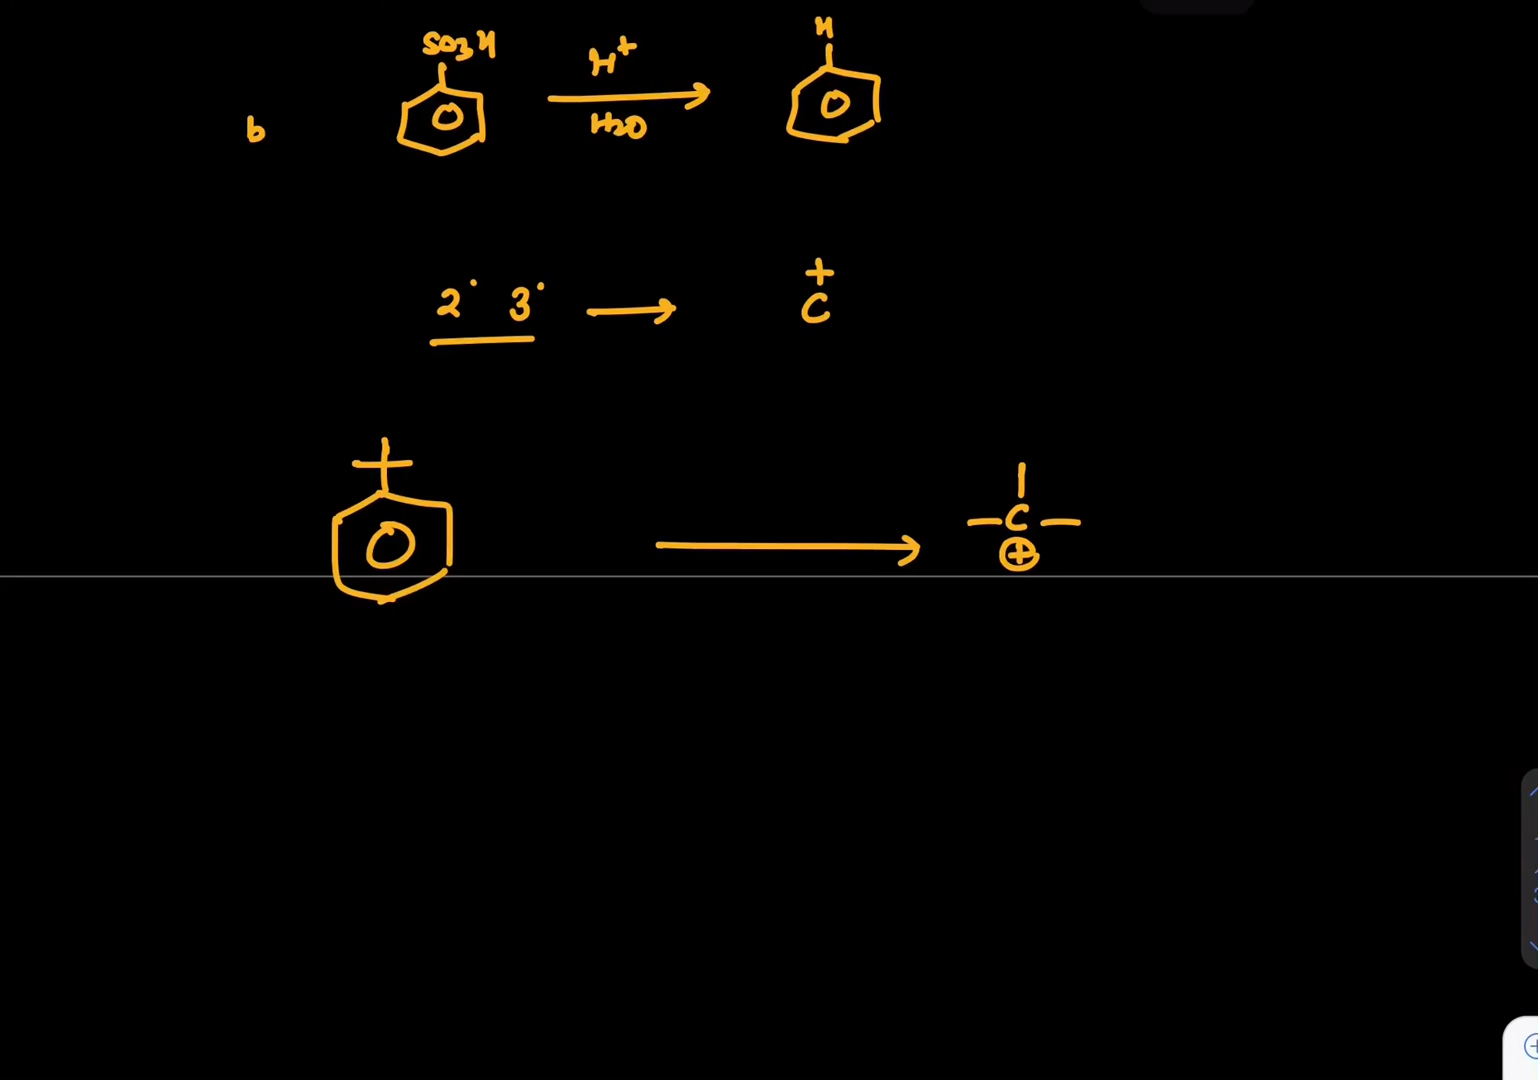 SO3H H+ H
H2O
b
2° 3° → C+
→ C ⊕